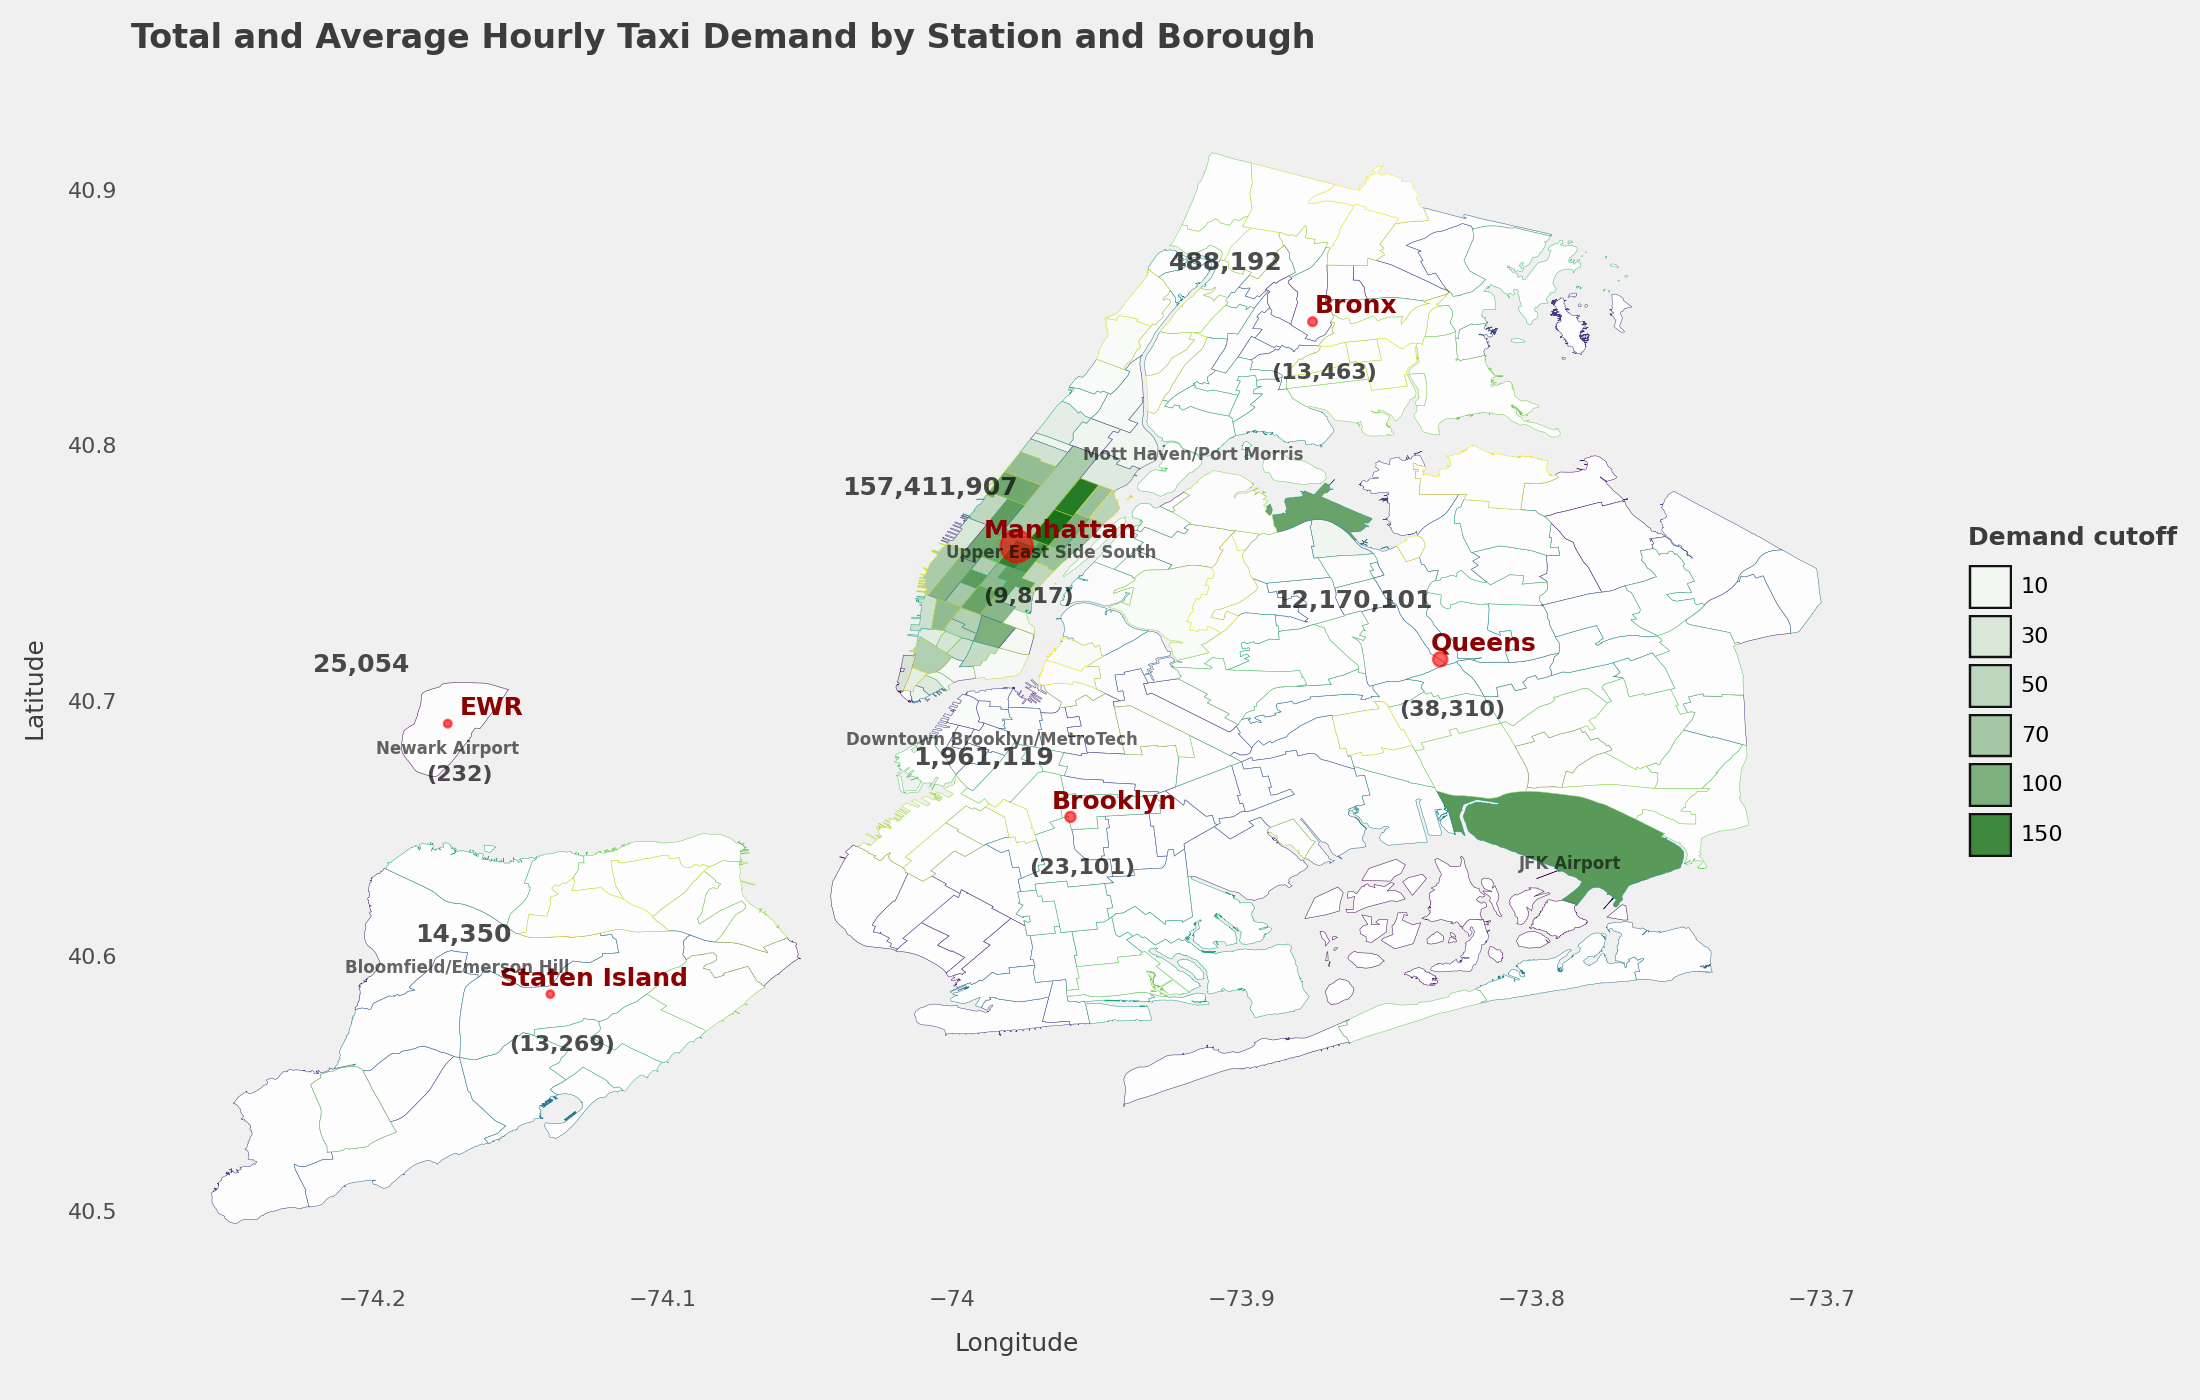 Total and Average Hourly Taxi Demand by Station and Borough
40.9
40.8
40.7
40.6
40.5
Latitude
488,192
Bronx
(13,463)
Mott Haven/Port Morris
157,411,907
Manhattan
Upper East Side South
(9,817)
12,170,101
Queens
(38,310)
25,054
EWR
Newark Airport
(232)
Downtown Brooklyn/MetroTech
1,961,119
Brooklyn
(23,101)
JFK Airport
14,350
Bloomfield/Emerson Hill
Staten Island
(13,269)
Demand cutoff
10
30
50
70
100
150
−74.2
−74.1
−74
−73.9
−73.8
−73.7
Longitude